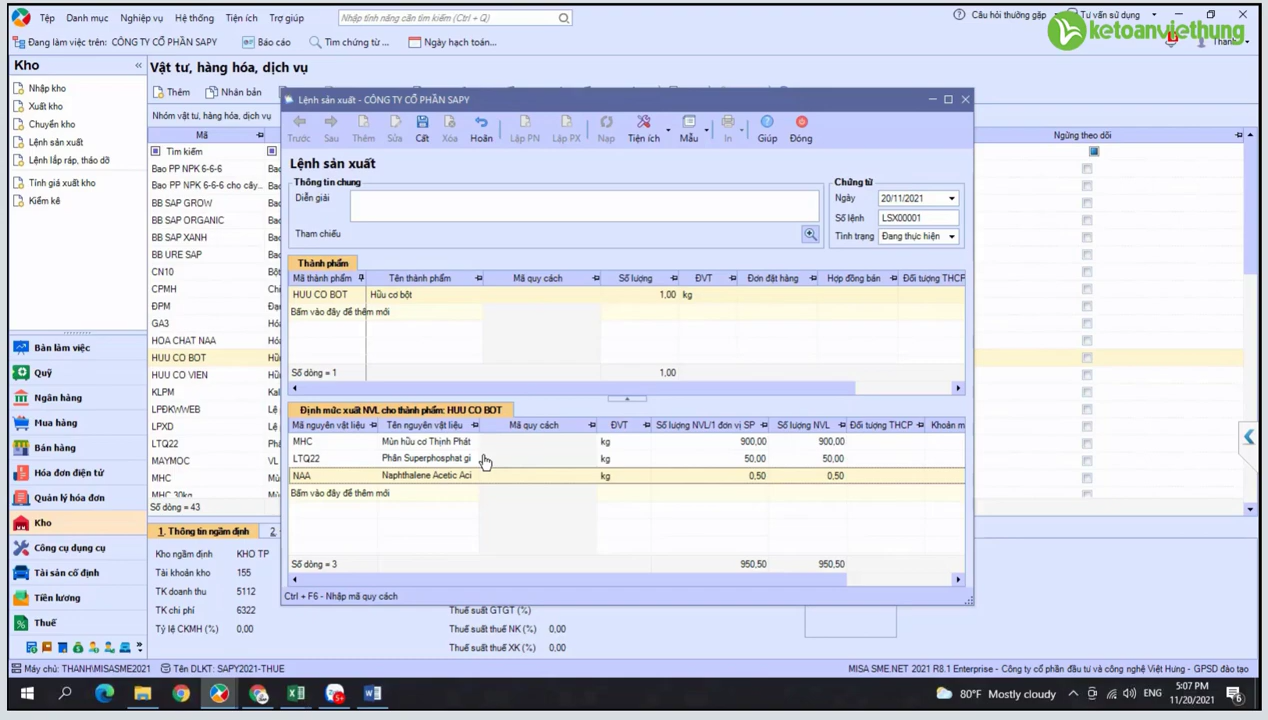 Tệp Danh mục Nghiệp vụ Hệ thống Tiện ích Trợ giúp Nhập tính năng cần tìm kiếm (Ctrl + Q) Câu hỏi thường gặp Tư vấn sử dụng
ketoanviethung
Đang làm việc trên: CÔNG TY CỔ PHẦN SAPY Báo cáo Tìm chứng từ ... Ngày hạch toán...
Kho «
Nhập kho
Xuất kho
Chuyển kho
Lệnh sản xuất
Lệnh lắp ráp, tháo dỡ
Tính giá xuất kho
Kiểm kê
Bàn làm việc
Quỹ
Ngân hàng
Mua hàng
Bán hàng
Hóa đơn điện tử
Quản lý hóa đơn
Kho
Công cụ dụng cụ
Tài sản cố định
Tiền lương
Thuế
Vật tư, hàng hóa, dịch vụ
Thêm Nhân bản
Nhóm vật tư, hàng hóa, dịch vụ
Mã
Ngừng theo dõi
Tìm kiếm
Bao PP NPK 6-6-6 Bao
Bao PP NPK 6-6-6 cho cây...
BB SAP GROW
BB SAP ORGANIC
BB SAP XANH
BB URE SAP
CN10
CPMH
ĐPM
GA3
HOA CHAT NAA
HUU CO BOT
HUU CO VIEN
KLPM
LPĐKWWEB
LPXD
LTQ22
MAYMOC
MHC
MHC 30kg
Số dòng = 43
1. Thông tin ngầm định 2
Kho ngầm định KHO TP
Tài khoản kho 155
TK doanh thu 5112
TK chi phí 6322
Tỷ lệ CKMH (%) 0,00
Thuế suất GTGT (%)
Thuế suất thuế NK (%) 0,00
Thuế suất thuế XK (%) 0,00
Lệnh sản xuất - CÔNG TY CỔ PHẦN SAPY
Trước Sau Thêm Sửa Cất Xóa Hoãn Lập PN Lập PX Nạp Tiện ích Mẫu In Giúp Đóng
Lệnh sản xuất
Thông tin chung
Diễn giải
Tham chiếu
Chứng từ
Ngày 20/11/2021
Số lệnh LSX00001
Tình trạng Đang thực hiện
Thành phẩm
Mã thành phẩm Tên thành phẩm Mã quy cách Số lượng ĐVT Đơn đặt hàng Hợp đồng bán Đối tượng THCP
HUU CO BOT Hữu cơ bột 1,00 kg
Bấm vào đây để thêm mới
Số dòng = 1 1,00
Định mức xuất NVL cho thành phẩm: HUU CO BOT
Mã nguyên vật liệu Tên nguyên vật liệu Mã quy cách ĐVT Số lượng NVL/1 đơn vị SP Số lượng NVL Đối tượng THCP Khoản m
MHC Mùn hữu cơ Thịnh Phát kg 900,00 900,00
LTQ22 Phân Superphosphat gi kg 50,00 50,00
NAA Naphthalene Acetic Aci kg 0,50 0,50
Bấm vào đây để thêm mới
Số dòng = 3 950,50 950,50
Ctrl + F6 - Nhập mã quy cách
Máy chủ: THANH\MISASME2021 Tên DLKT: SAPY2021-THUE MISA SME.NET 2021 R8.1 Enterprise - Công ty cổ phần đầu tư và công nghệ Việt Hưng - GPSD đào tạo
80°F Mostly cloudy ENG 5:07 PM
11/20/2021 6